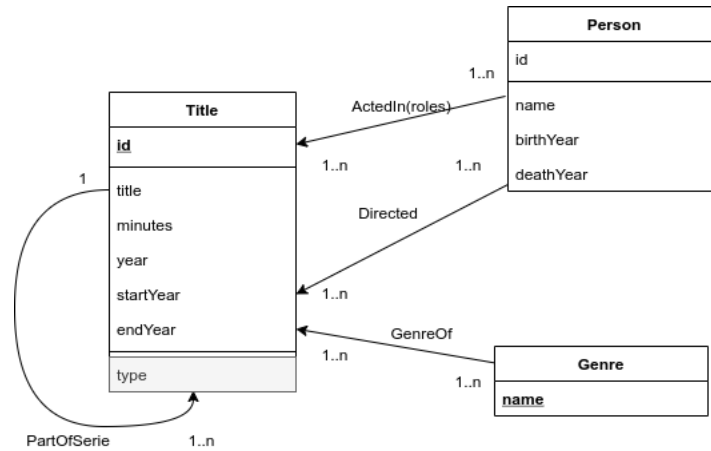 Person
id
name
birthYear
deathYear
1..n
ActedIn(roles)
1..n
1..n
Directed
1..n
Title
id
title
minutes
year
startYear
endYear
type
1
PartOfSerie
1..n
GenreOf
1..n
1..n
Genre
name